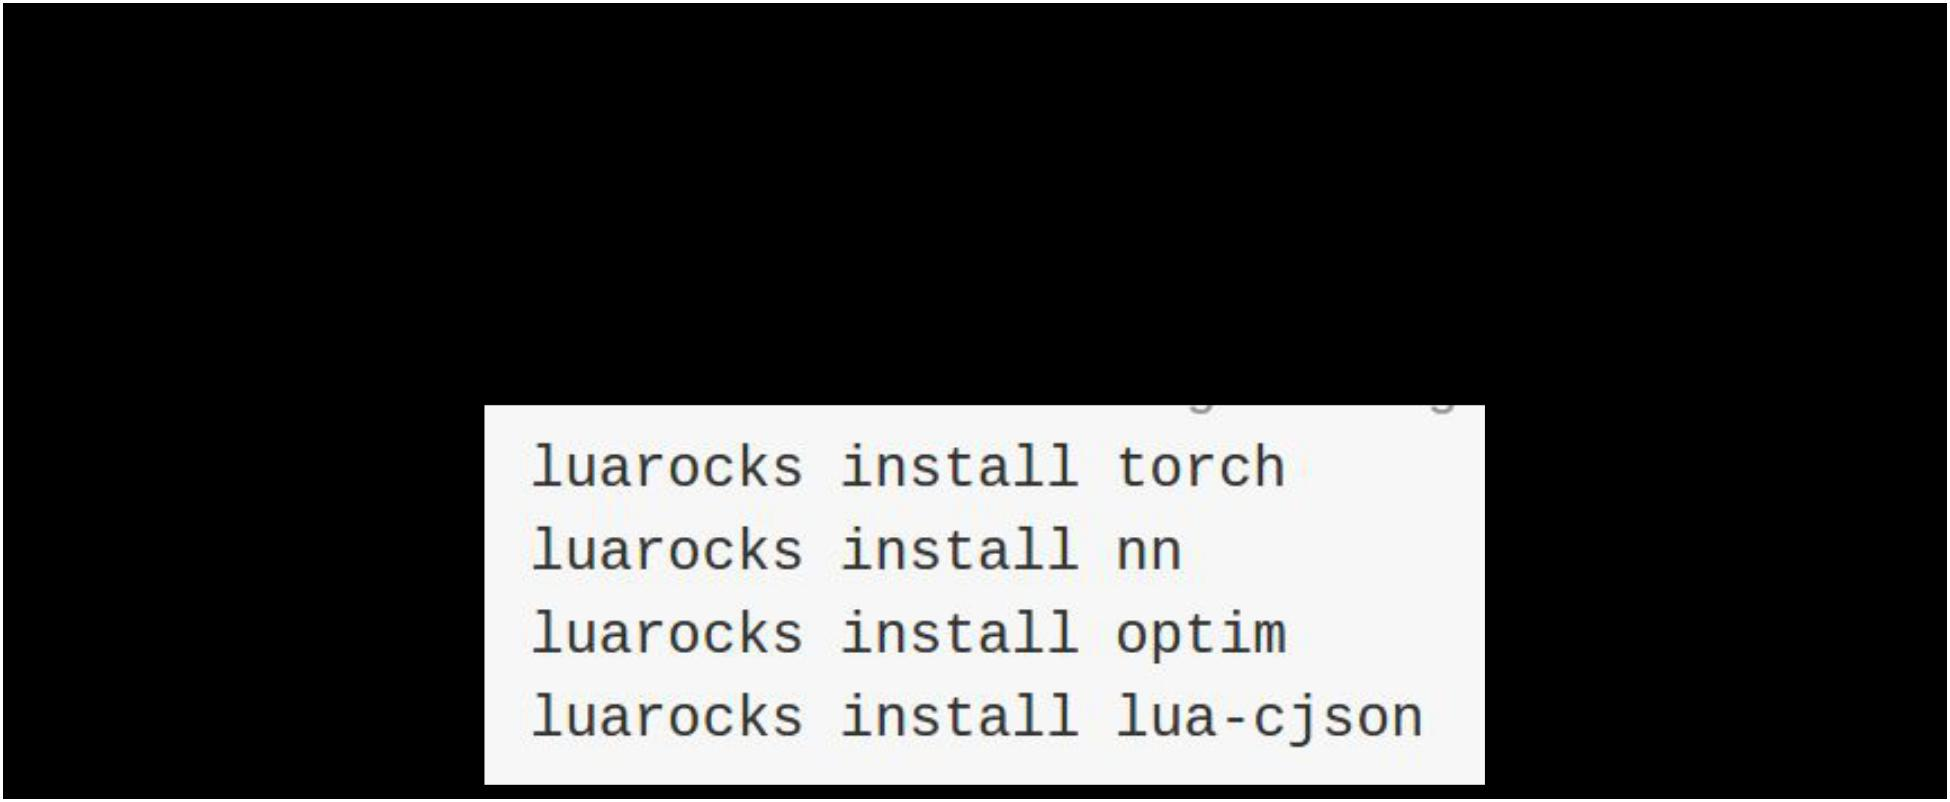 luarocks install torch
luarocks install nn
luarocks install optim
luarocks install lua-cjson